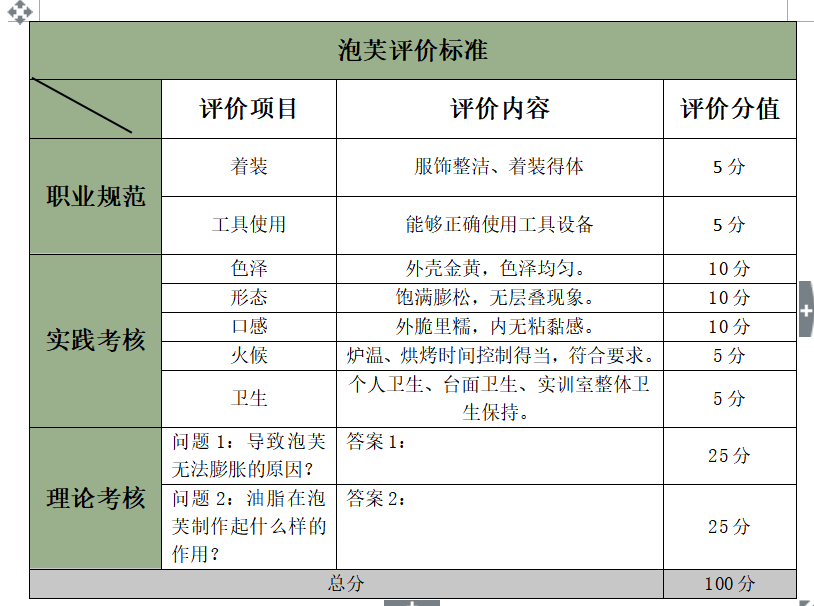 泡芙评价标准
评价项目 评价内容 评价分值
职业规范
着装 服饰整洁、着装得体 5 分
工具使用 能够正确使用工具设备 5 分
实践考核
色泽 外壳金黄，色泽均匀。 10 分
形态 饱满膨松，无层叠现象。 10 分
口感 外脆里糯，内无粘黏感。 10 分
火候 炉温、烘烤时间控制得当，符合要求。 5 分
卫生 个人卫生、台面卫生、实训室整体卫
生保持。 5 分
理论考核
问题 1：导致泡芙
无法膨胀的原因？
答案 1：
25 分
问题 2：油脂在泡
芙制作起什么样的
作用？
答案 2：
25 分
总分 100 分